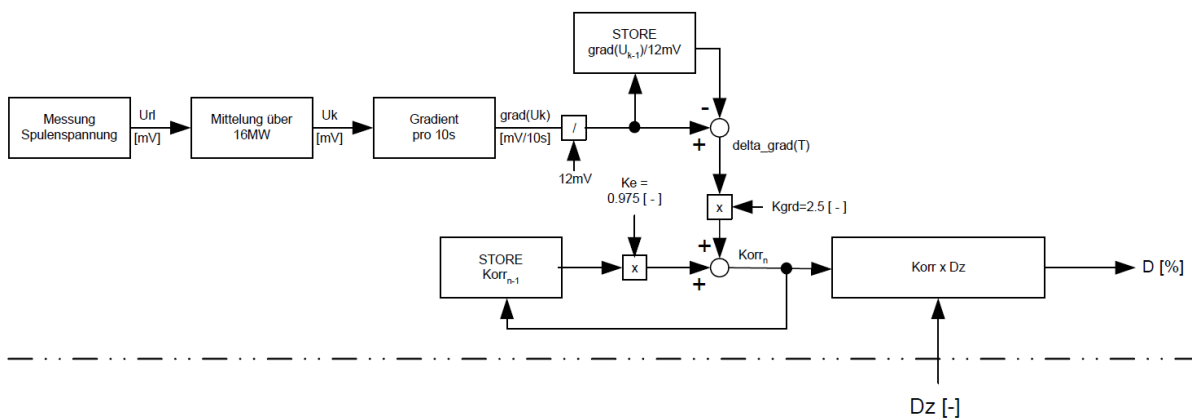 STORE
grad(Uk-1)/12mV
Messung
Spulenspannung
Url
[mV]
Mittelung über
16MW
Uk
[mV]
Gradient
pro 10s
grad(Uk)
[mV/10s]
/
12mV
-
+
delta_grad(T)
Ke =
0.975 [ - ]
x
Kgrd=2.5 [ - ]
STORE
Korrn-1
x
+
+
Korrn
Korr x Dz
D [%]
Dz [-]